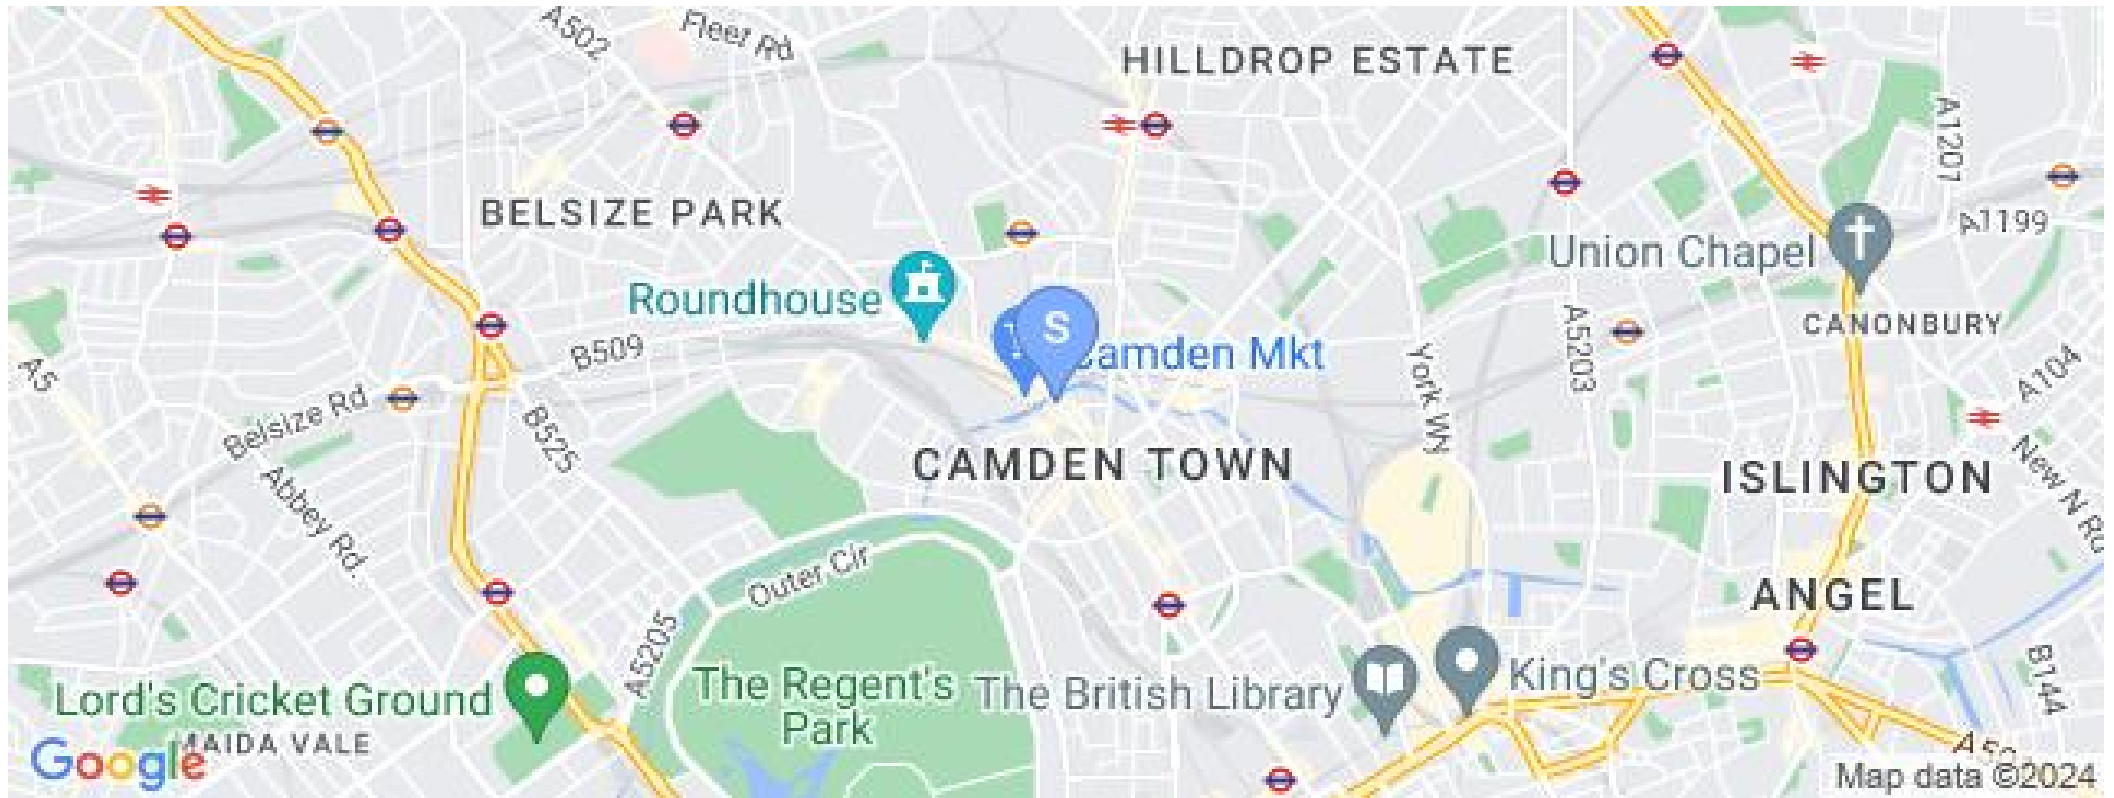 A502
Fleet Rd
HILLDROP ESTATE
A1201
BELSIZE PARK
A1199
Union Chapel
Roundhouse
S
CANONBURY
A5203
B509
Camden Mkt
York Wy
A5
A104
Belsize Rd
B525
CAMDEN TOWN
ISLINGTON
New N Rd
Abbey Rd.
Outer Cir
ANGEL
A5205
Lord's Cricket Ground
The Regent's
Park
The British Library
King's Cross
B144
MAIDA VALE
Google
Map data ©2024